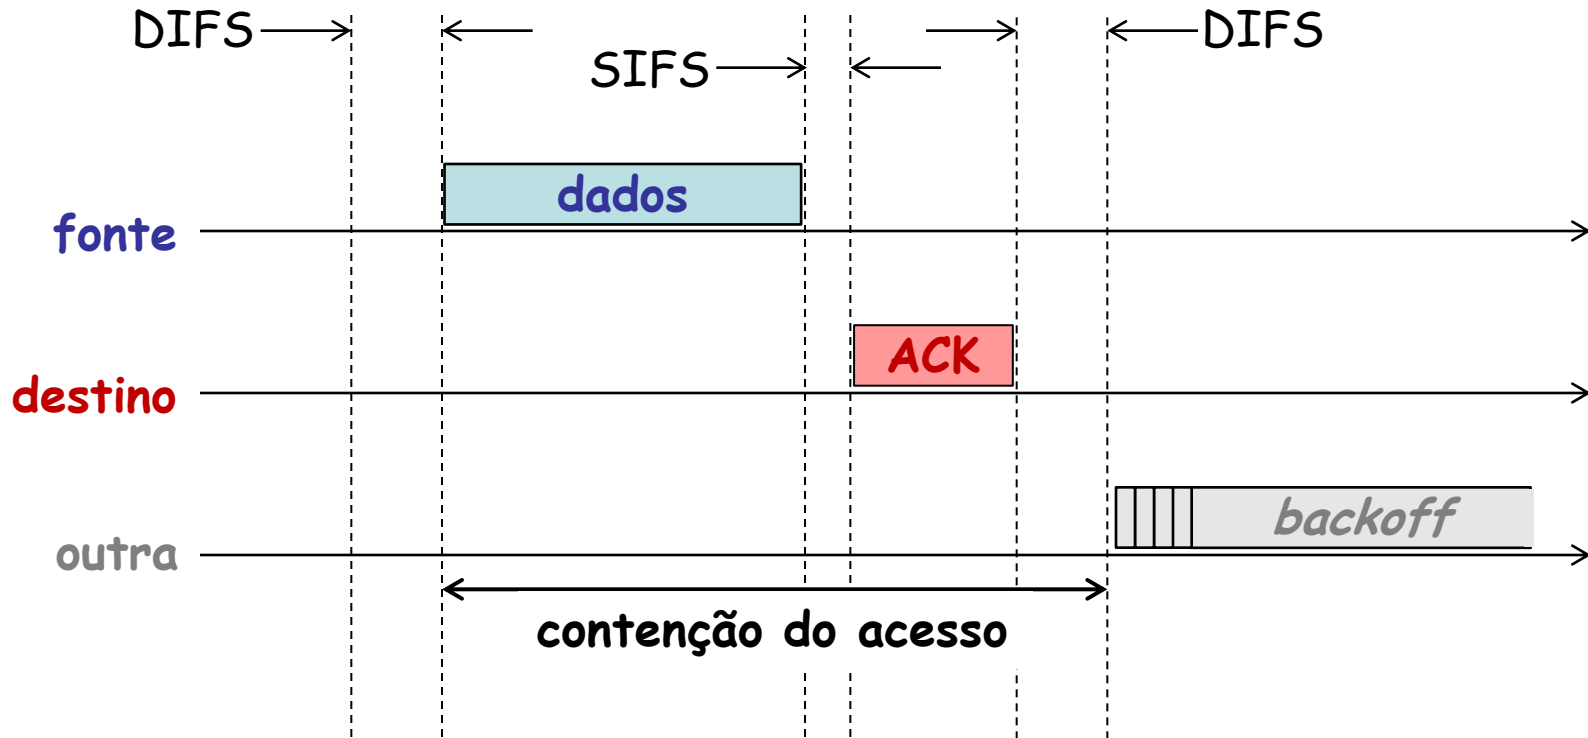 DIFS
DIFS
SIFS
dados
fonte
ACK
destino
backoff
outra
contenção do acesso